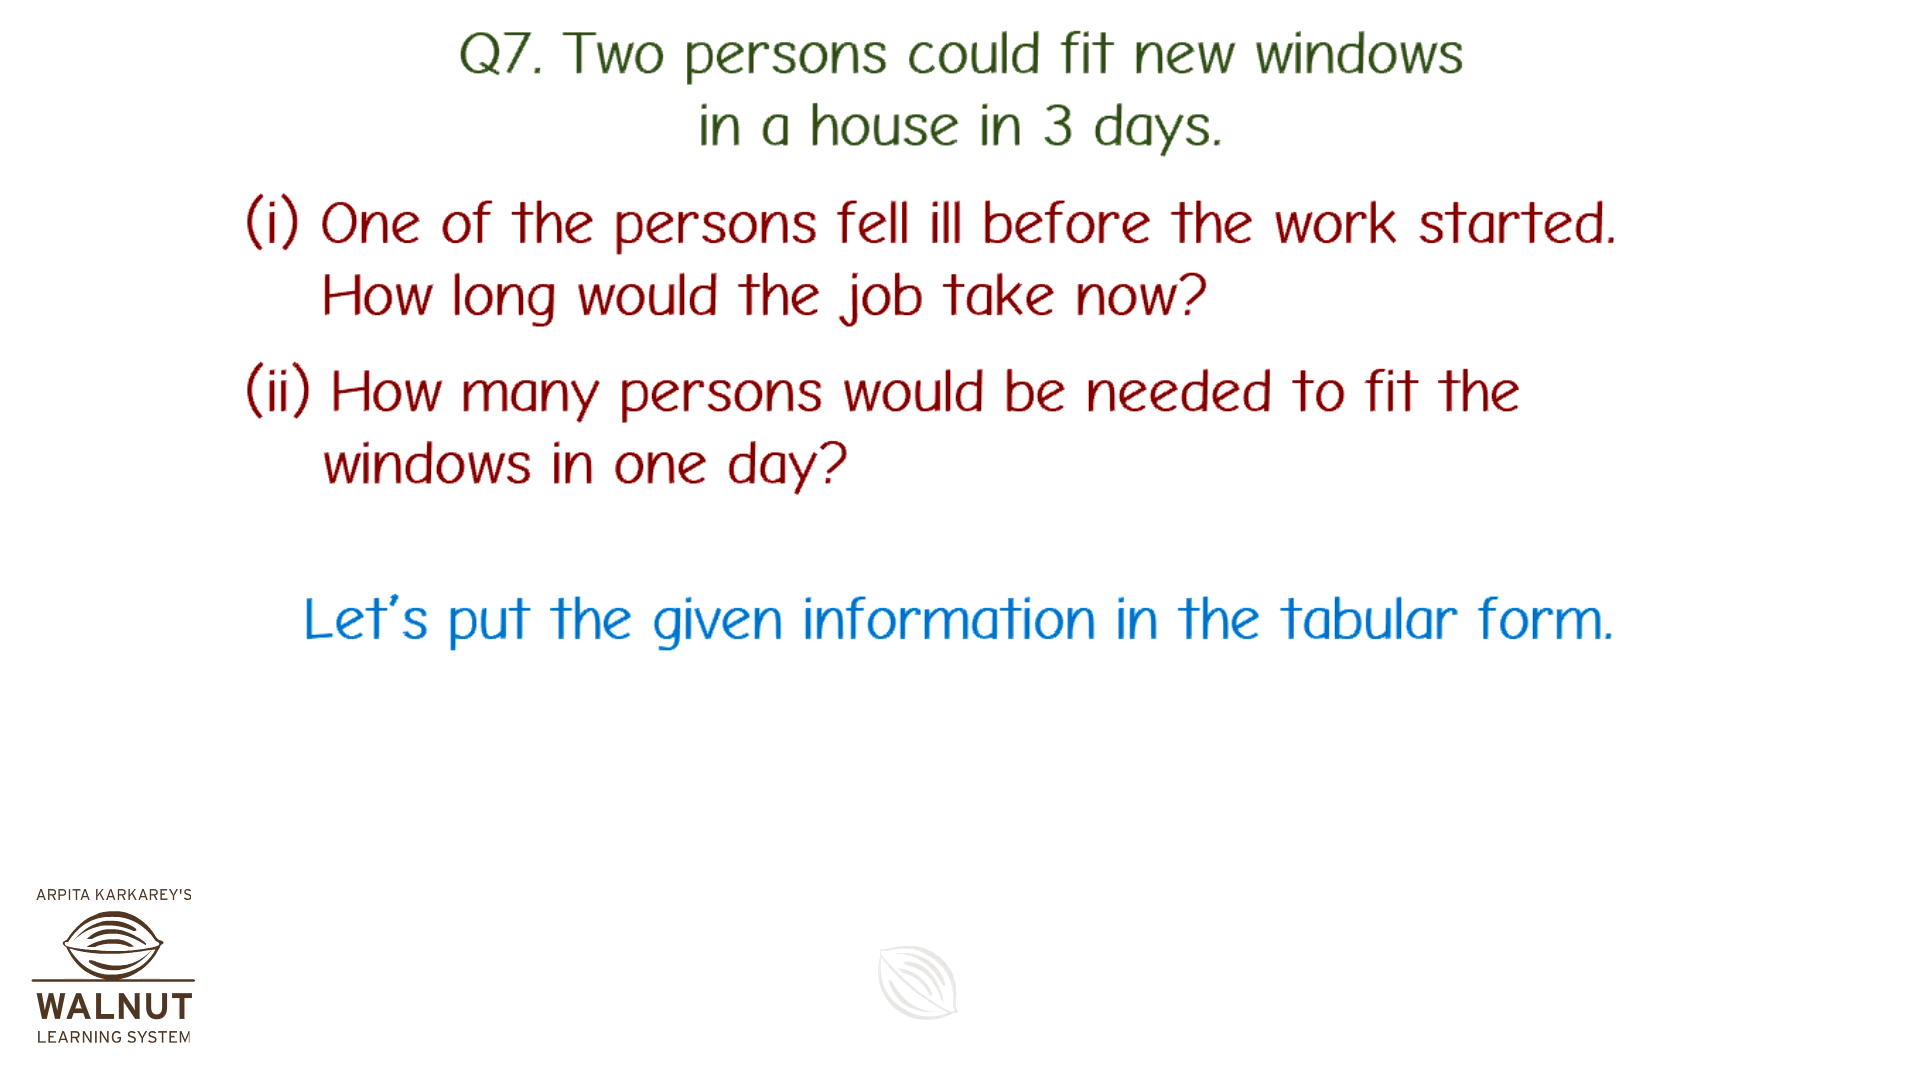 Q7. Two persons could fit new windows
in a house in 3 days.
(i) One of the persons fell ill before the work started.
How long would the job take now?
(ii) How many persons would be needed to fit the
windows in one day?
Let's put the given information in the tabular form.
ARPITA KARKAREY'S
WALNUT
LEARNING SYSTEM